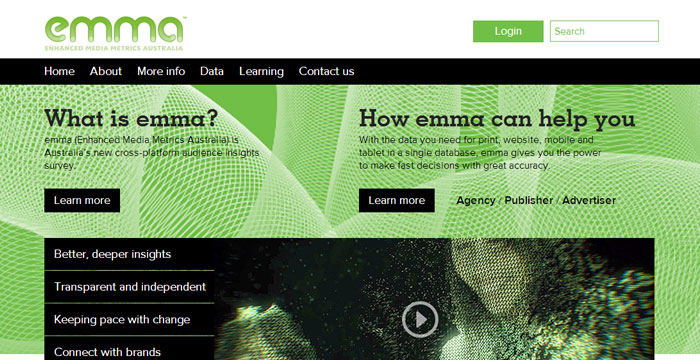 emma™
ENHANCED MEDIA METRICS AUSTRALIA
Login
Search
Home About More info Data Learning Contact us
What is emma?
emma (Enhanced Media Metrics Australia) is
Australia's new cross-platform audience insights
survey.
Learn more
How emma can help you
With the data you need for print, website, mobile and
tablet in a single database, emma gives you the power
to make fast decisions with great accuracy.
Learn more
Agency / Publisher / Advertiser
Better, deeper insights
Transparent and independent
Keeping pace with change
Connect with brands